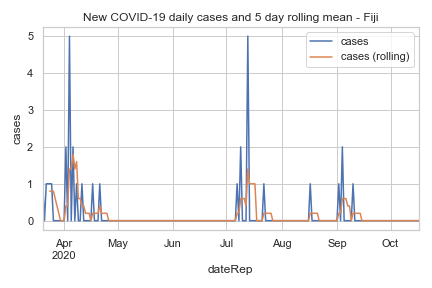 New COVID-19 daily cases and 5 day rolling mean - Fiji
cases
cases (rolling)
cases
5
4
3
2
1
0
Apr
2020
May
Jun
Jul
Aug
Sep
Oct
dateRep